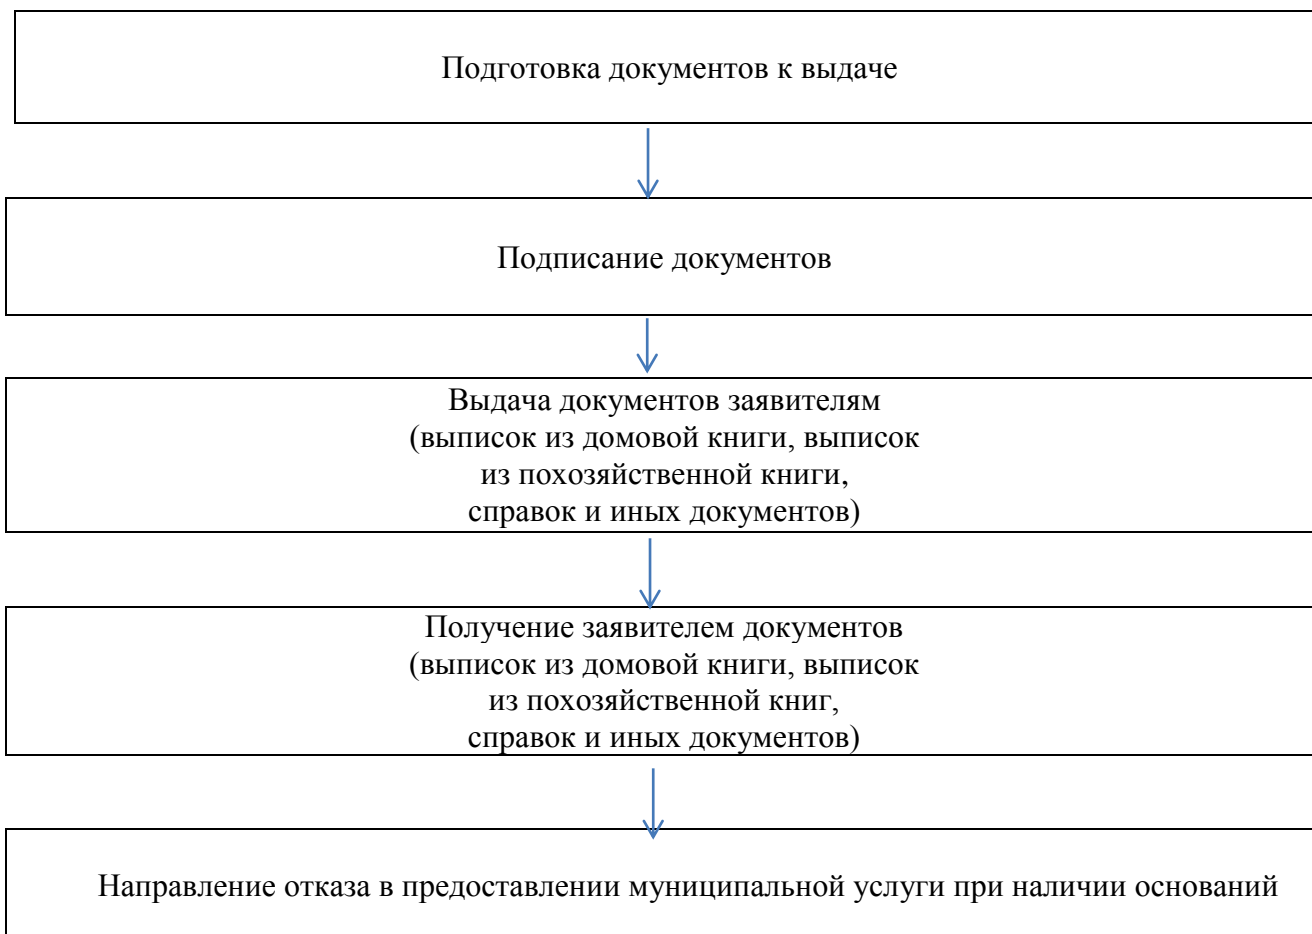 Подготовка документов к выдаче
Подписание документов
Выдача документов заявителям
(выписок из домовой книги, выписок
из похозяйственной книги,
справок и иных документов)
Получение заявителем документов
(выписок из домовой книги, выписок
из похозяйственной книг,
справок и иных документов)
Направление отказа в предоставлении муниципальной услуги при наличии оснований